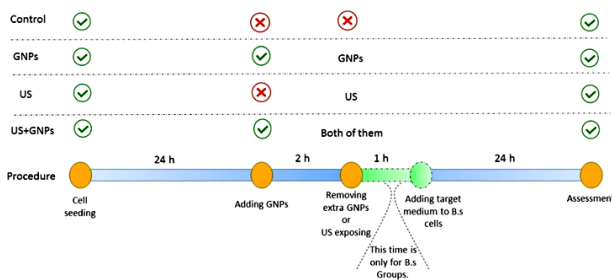 Control
GNPs
GNPs
US
US
US+GNPs
Both of them
Procedure
24 h
2 h
1 h
24 h
Cell
seeding
Adding GNPs
Removing
extra GNPs
or
US exposing
Adding target
medium to B.s
cells
Assessment
This time is
only for B.s
Groups.